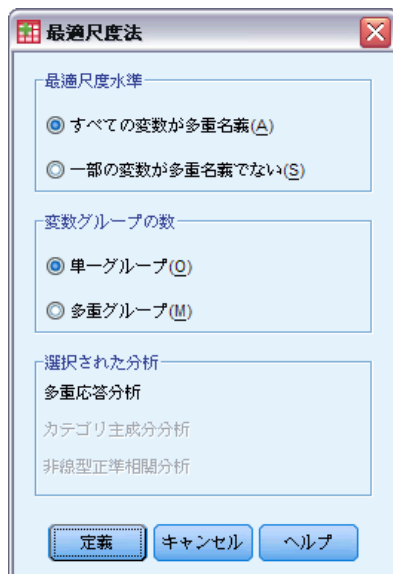 最適尺度法
最適尺度水準
すべての変数が多重名義(A)
一部の変数が多重名義でない(S)
変数グループの数
単一グループ(O)
多重グループ(M)
選択された分析
多重応答分析
カテゴリ主成分分析
非線型正準相関分析
定義 キャンセル ヘルプ